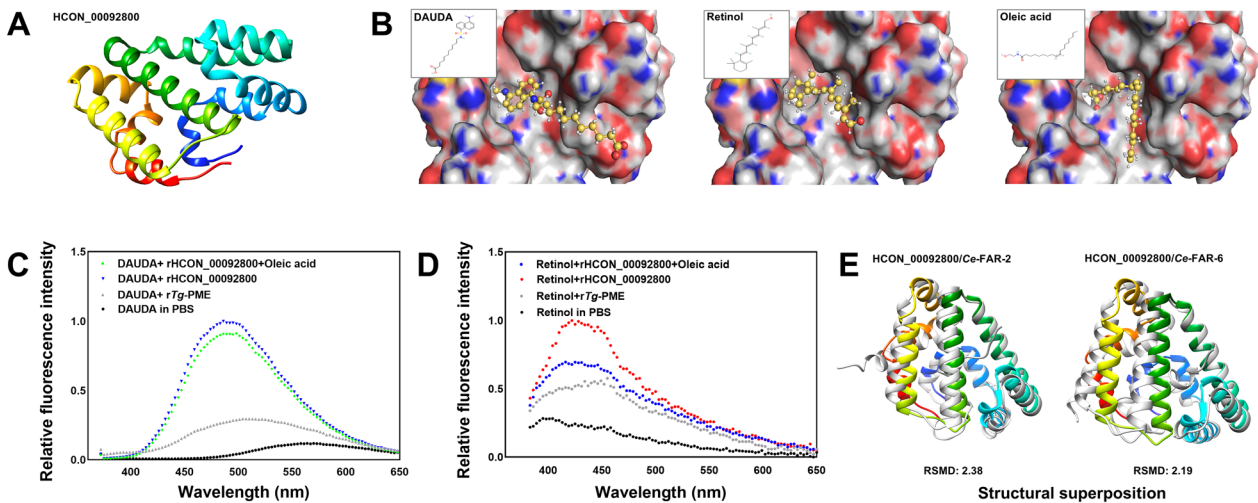 A
HCON_00092800
B
DAUDA
Retinol
Oleic acid
C
Relative fluorescence intensity
1.5
1.0
0.5
0.0
DAUDA+ rHCON_00092800+Oleic acid
DAUDA+ rHCON_00092800
DAUDA+ rTg-PME
DAUDA in PBS
400 450 500 550 600 650
Wavelength (nm)
D
Relative fluorescence intensity
1.5
1.0
0.5
0.0
Retinol+rHCON_00092800+Oleic acid
Retinol+rHCON_00092800
Retinol+rTg-PME
Retinol in PBS
400 450 500 550 600 650
Wavelength (nm)
E
HCON_00092800/Ce-FAR-2
HCON_00092800/Ce-FAR-6
RSMD: 2.38
RSMD: 2.19
Structural superposition